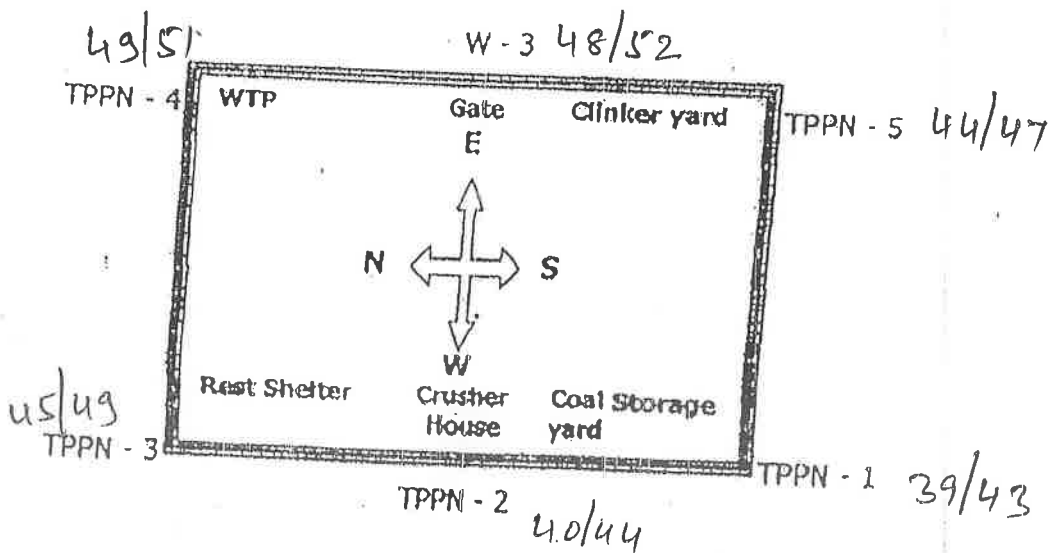 49/51 W - 3 48/52
TPPN - 4 WTP Gate Clinker yard TPPN - 5 44/47
E
N S
W
Rest Shelter Crusher House Coal Storage yard
45/49
TPPN - 3 TPPN - 1 39/43
TPPN - 2 40/44